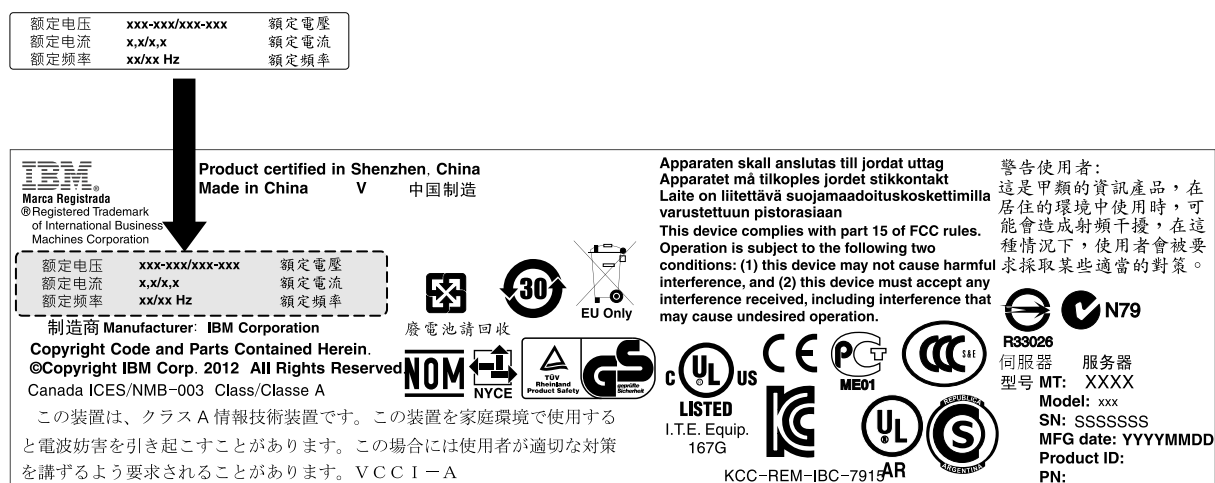 额定电压 xxx-xxx/xxx-xxx 額定電壓
额定电流 x,x/x,x 額定電流
额定频率 xx/xx Hz 額定頻率
IBM®
Marca Registrada
® Registered Trademark
of International Business
Machines Corporation
Product certified in Shenzhen, China
Made in China V 中国制造
额定电压 xxx-xxx/xxx-xxx 額定電壓
额定电流 x,x/x,x 額定電流
额定频率 xx/xx Hz 額定頻率
制造商 Manufacturer: IBM Corporation
Copyright Code and Parts Contained Herein.
©Copyright IBM Corp. 2012 All Rights Reserved.
Canada ICES/NMB-003 Class/Classe A
この装置は、クラスA情報技術装置です。この装置を家庭環境で使用する
と電波妨害を引き起こすことがあります。この場合には使用者が適切な対策
を講ずるよう要求されることがあります。VCCI-A
廢電池請回收
30
EU Only
NOM
NYCE
TÜV
Rheinland
Product Safety
GS
geprüfte
Sicherheit
Apparaten skall anslutas till jordat uttag
Apparatet må tilkoples jordet stikkontakt
Laite on liitettävä suojamaadoituskoskettimilla
varustettuun pistorasiaan
This device complies with part 15 of FCC rules.
Operation is subject to the following two
conditions: (1) this device may not cause harmful
interference, and (2) this device must accept any
interference received, including interference that
may cause undesired operation.
C UL US
LISTED
I.T.E. Equip.
167G
CE
KC
KCC-REM-IBC-7915
PCT
ME01
CCC S&E
UL
AR
REPUBLICA
S
ARGENTINA
警告使用者:
這是甲類的資訊產品，在
居住的環境中使用時，可
能會造成射頻干擾，在這
種情況下，使用者會被要
求採取某些適當的對策。
R33026
N79
伺服器 服务器
型号 MT: XXXX
Model: xxx
SN: SSSSSSS
MFG date: YYYYMMDD
Product ID:
PN: